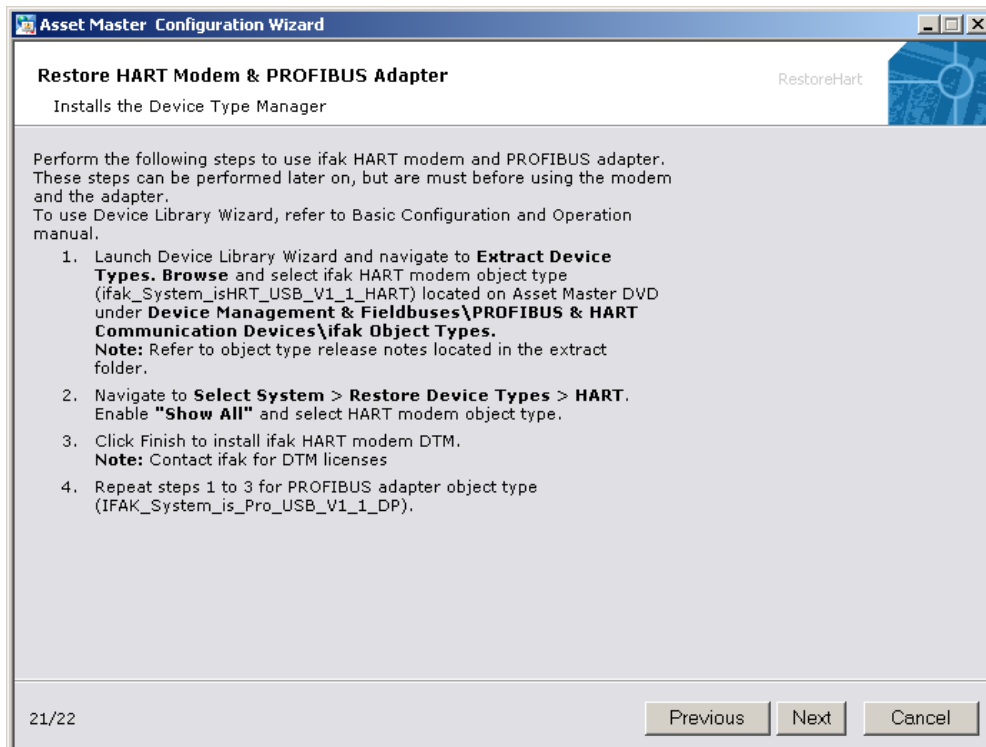 Asset Master Configuration Wizard
Restore HART Modem & PROFIBUS Adapter
RestoreHart
Installs the Device Type Manager
Perform the following steps to use ifak HART modem and PROFIBUS adapter.
These steps can be performed later on, but are must before using the modem
and the adapter.
To use Device Library Wizard, refer to Basic Configuration and Operation
manual.
1. Launch Device Library Wizard and navigate to Extract Device
Types. Browse and select ifak HART modem object type
(ifak_System_isHRT_USB_V1_1_HART) located on Asset Master DVD
under Device Management & Fieldbuses\PROFIBUS & HART
Communication Devices\ifak Object Types.
Note: Refer to object type release notes located in the extract
folder.
2. Navigate to Select System > Restore Device Types > HART.
Enable "Show All" and select HART modem object type.
3. Click Finish to install ifak HART modem DTM.
Note: Contact ifak for DTM licenses
4. Repeat steps 1 to 3 for PROFIBUS adapter object type
(IFAK_System_is_Pro_USB_V1_1_DP).
21/22
Previous
Next
Cancel